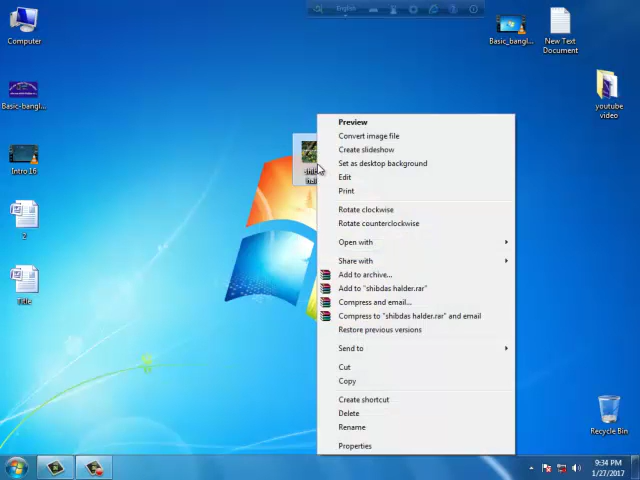 English
Computer
Basic_bangl...
New Text
Document
Basic-bangl...
youtube
video
Intro 16
2
Title
Recycle Bin
Preview
Convert image file
Create slideshow
Set as desktop background
Edit
Print
Rotate clockwise
Rotate counterclockwise
Open with
Share with
Add to archive...
Add to "shibdas halder.rar"
Compress and email...
Compress to "shibdas halder.rar" and email
Restore previous versions
Send to
Cut
Copy
Create shortcut
Delete
Rename
Properties
9:34 PM
1/27/2017